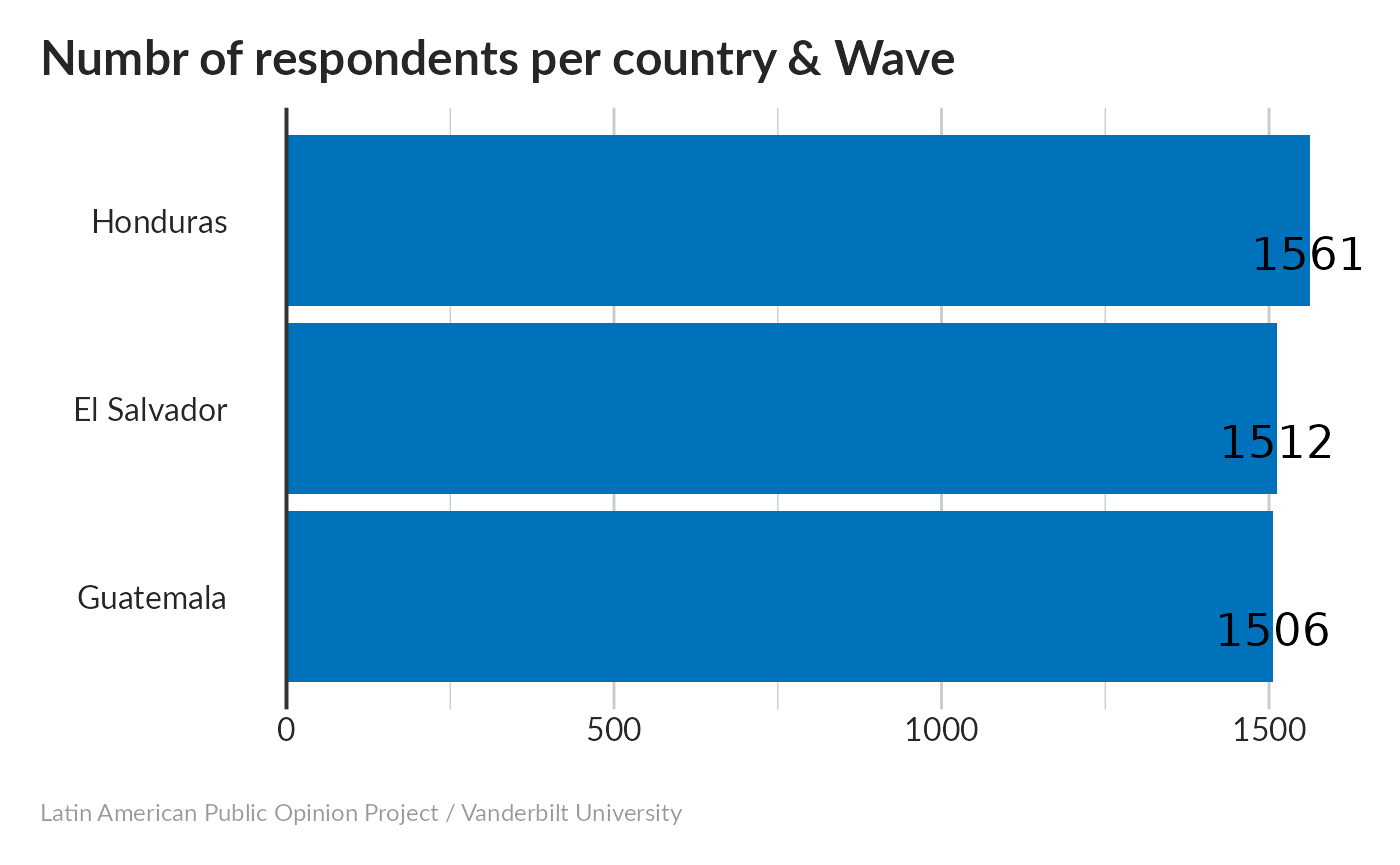 Numbr of respondents per country & Wave
Honduras
1561
El Salvador
1512
Guatemala
1506
0 500 1000 1500
Latin American Public Opinion Project / Vanderbilt University